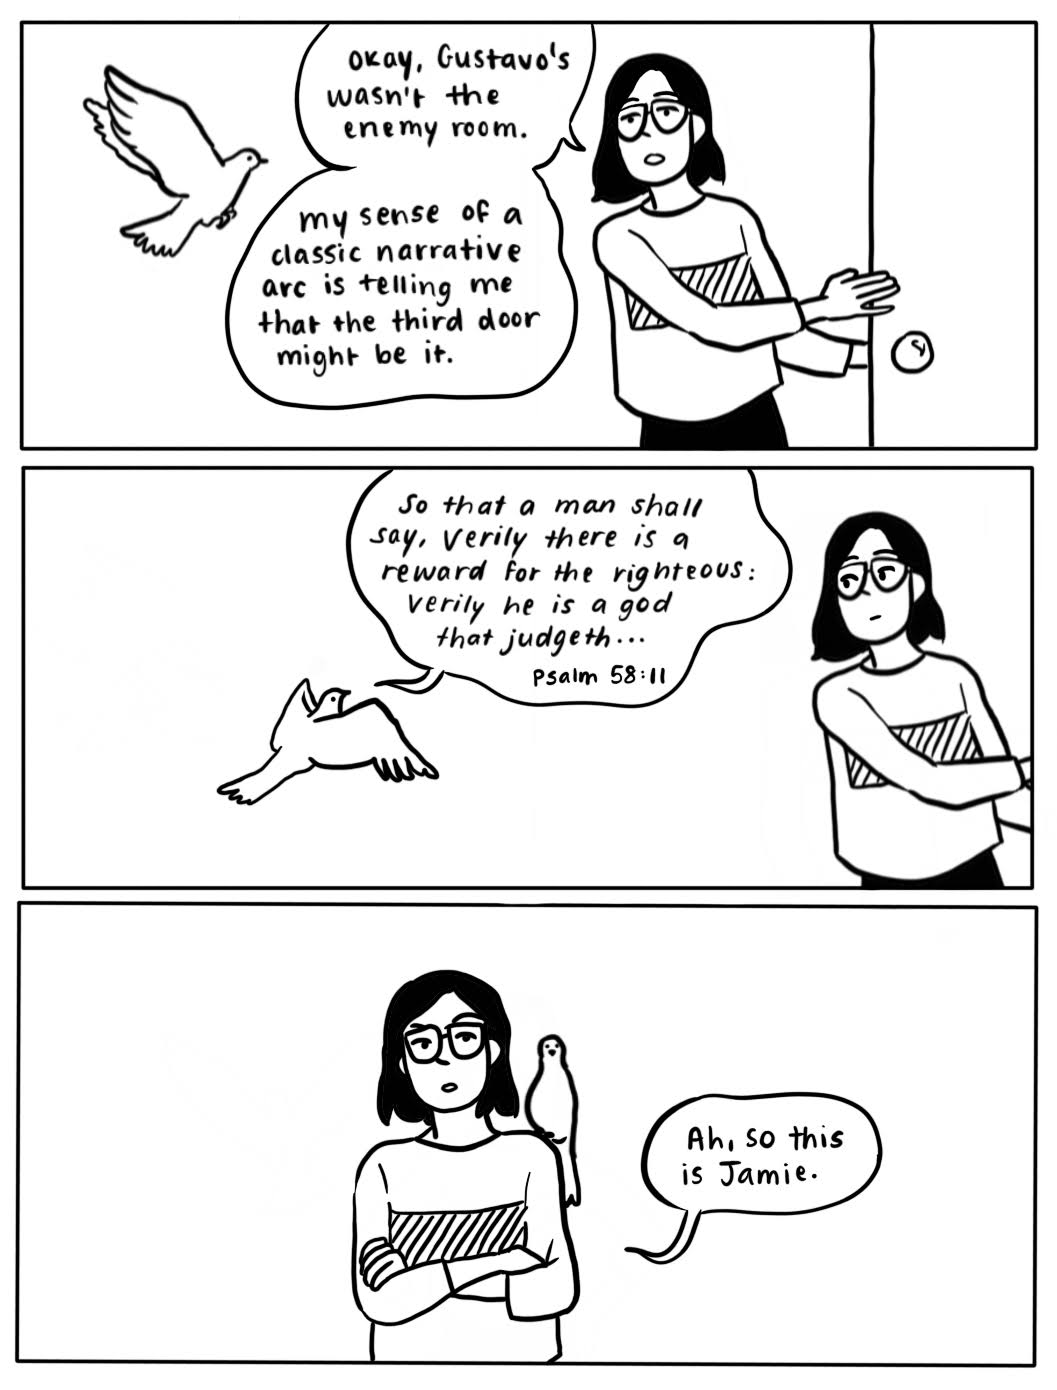 okay, Gustavo's
wasn't the
enemy room.
my sense of a
classic narrative
arc is telling me
that the third door
might be it.
So that a man shall
say, Verily there is a
reward for the righteous:
verily he is a god
that judgeth...
Psalm 58:11
Ah, so this
is Jamie.